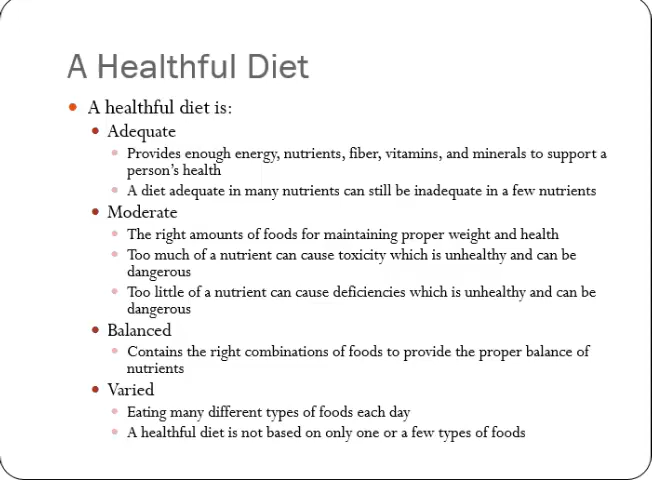 A Healthful Diet
A healthful diet is:
Adequate
Provides enough energy, nutrients, fiber, vitamins, and minerals to support a
person's health
A diet adequate in many nutrients can still be inadequate in a few nutrients
Moderate
The right amounts of foods for maintaining proper weight and health
Too much of a nutrient can cause toxicity which is unhealthy and can be
dangerous
Too little of a nutrient can cause deficiencies which is unhealthy and can be
dangerous
Balanced
Contains the right combinations of foods to provide the proper balance of
nutrients
Varied
Eating many different types of foods each day
A healthful diet is not based on only one or a few types of foods